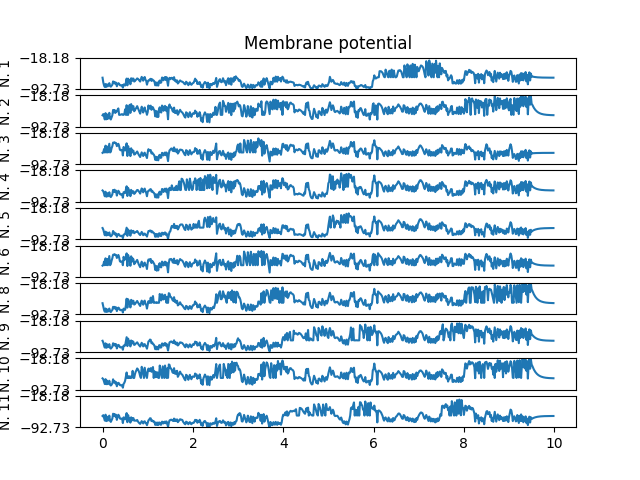 Membrane potential
−18.18
N. 1
−92.73
−18.18
N. 2
−92.73
−18.18
N. 3
−92.73
−18.18
N. 4
−92.73
−18.18
N. 5
−92.73
−18.18
N. 6
−92.73
−18.18
N. 8
−92.73
−18.18
N. 9
−92.73
−18.18
N. 10
−92.73
−18.18
N. 11
−92.73
0 2 4 6 8 10